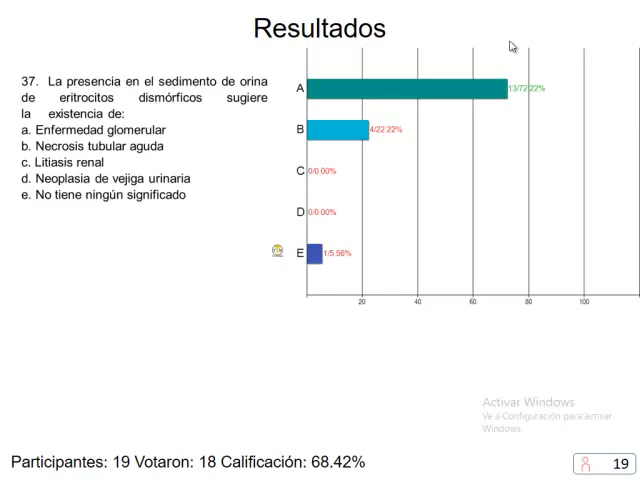 Resultados
37. La presencia en el sedimento de orina
de eritrocitos dismórficos sugiere
la existencia de:
a. Enfermedad glomerular
b. Necrosis tubular aguda
c. Litiasis renal
d. Neoplasia de vejiga urinaria
e. No tiene ningún significado
A 13/72.22%
B 4/22.22%
C 0/0.00%
D 0/0.00%
E 1/5.56%
20 40 60 80 100
Activar Windows
Ve a Configuración para activar
Windows.
Participantes: 19 Votaron: 18 Calificación: 68.42%
19